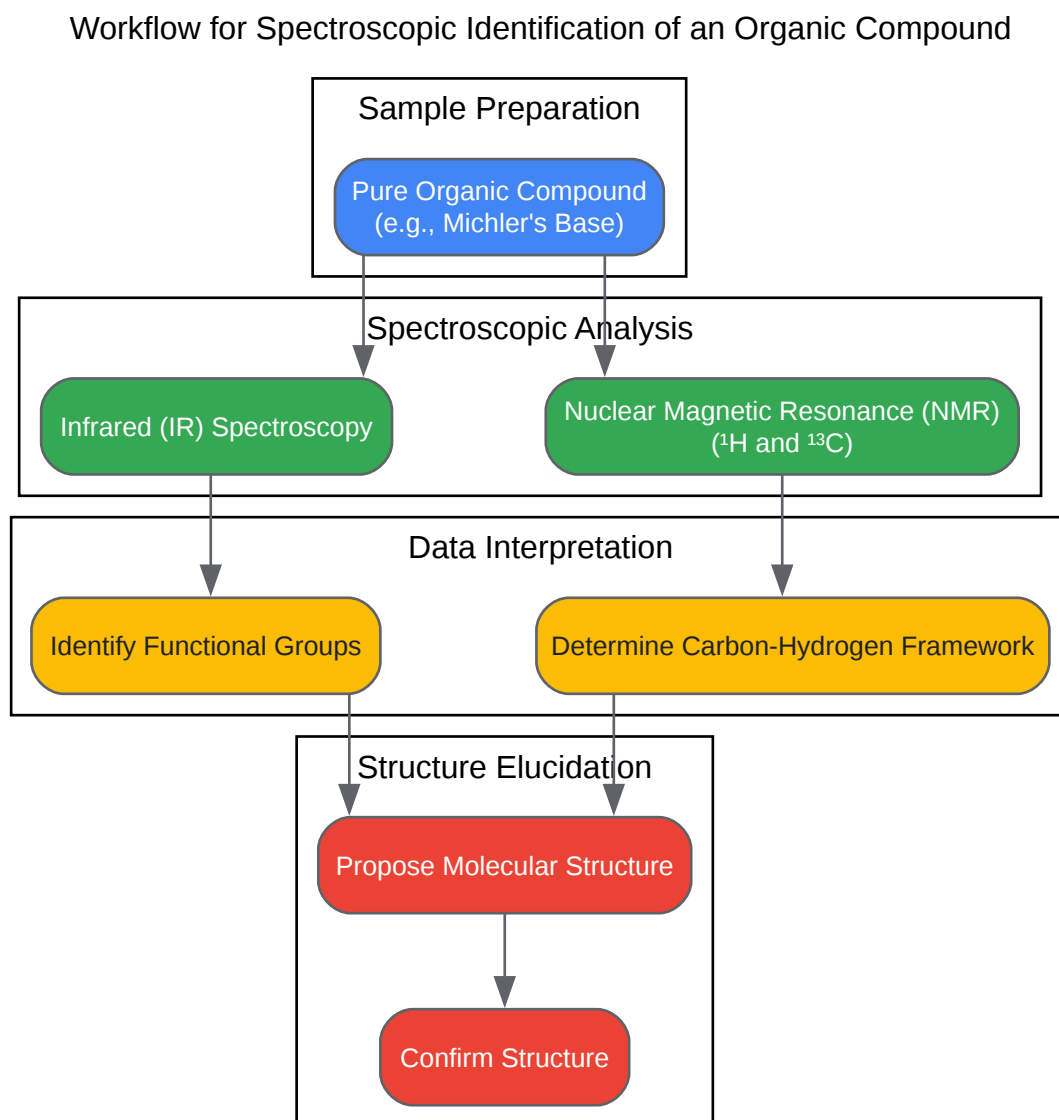 Workflow for Spectroscopic Identification of an Organic Compound
Sample Preparation
Pure Organic Compound
(e.g., Michler's Base)
Spectroscopic Analysis
Infrared (IR) Spectroscopy
Nuclear Magnetic Resonance (NMR)
(¹H and ¹³C)
Data Interpretation
Identify Functional Groups
Determine Carbon-Hydrogen Framework
Structure Elucidation
Propose Molecular Structure
Confirm Structure